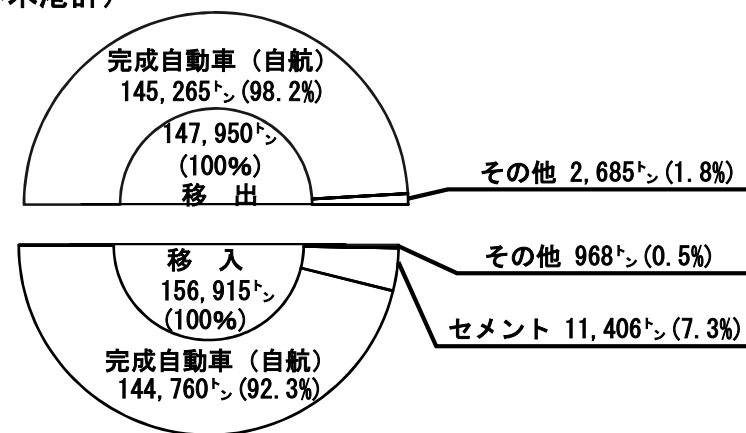 完成自動車（自航）
145,265㌧(98.2%)
147,950㌧
(100%)
移　出
その他 2,685㌧(1.8%)
移　入
156,915㌧
(100%)
その他 968㌧(0.5%)
セメント 11,406㌧(7.3%)
完成自動車（自航）
144,760㌧(92.3%)